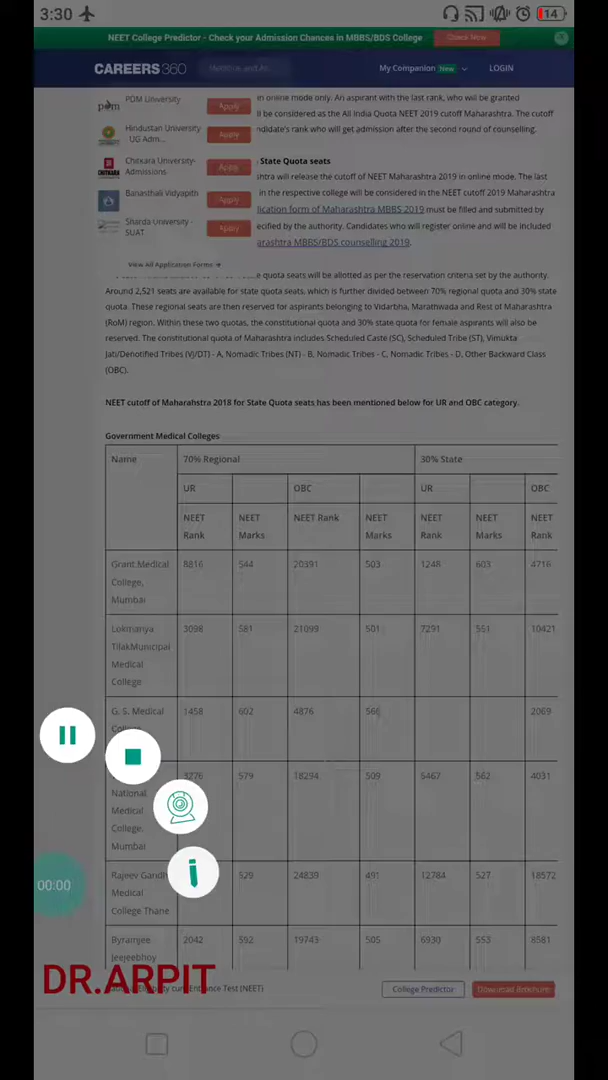 3:30
14
NEET College Predictor - Check your Admission Chances in MBBS/BDS College
Check Now
CAREERS360
My Companion New
LOGIN
PDM University
Apply
in online mode only. An aspirant with the last rank, who will be granted
ll be considered as the All India Quota NEET 2019 cutoff Maharashtra. The cutoff
Hindustan University
- UG Adm...
Apply
ndidate's rank who will get admission after the second round of counselling.
Chitkara University-
Admissions
Apply
State Quota seats
htra will release the cutoff of NEET Maharashtra 2019 in online mode. The last
Banasthali Vidyapith
Apply
in the respective college will be considered in the NEET cutoff 2019 Maharashtra
lication form of Maharashtra MBBS 2019 must be filled and submitted by
Sharda University -
SUAT
Apply
ecified by the authority. Candidates who will register online and will be included
arashtra MBBS/BDS counselling 2019.
View All Application Forms
e quota seats will be allotted as per the reservation criteria set by the authority.
Around 2,521 seats are available for state quota seats, which is further divided between 70% regional quota and 30% state
quota. These regional seats are then reserved for aspirants belonging to Vidarbha, Marathwada and Rest of Maharashtra
(RoM) region. Within these two quotas, the constitutional quota and 30% state quota for female aspirants will also be
reserved. The constitutional quota of Maharashtra includes Scheduled Caste (SC), Scheduled Tribe (ST), Vimukta
Jati/Denotified Tribes (VJ/DT) - A, Nomadic Tribes (NT) - B, Nomadic Tribes - C, Nomadic Tribes - D, Other Backward Class
(OBC).
NEET cutoff of Maharahstra 2018 for State Quota seats has been mentioned below for UR and OBC category.
Government Medical Colleges
Name 70% Regional 30% State
UR OBC UR OBC
NEET Rank NEET Marks NEET Rank NEET Marks NEET Rank NEET Marks NEET Rank
Grant Medical College, Mumbai 8816 544 20391 503 1248 603 4716
Lokmanya TilakMunicipal Medical College 3098 581 21099 501 7291 551 10421
G. S. Medical College 1458 602 4876 566 2069
National Medical College, Mumbai 3276 579 18294 509 5467 562 4031
Rajeev Gandh Medical College Thane 529 24839 491 12784 527 18572
Byramjee Jeejeebhoy 2042 592 19743 505 6930 553 8581
00:00
DR.ARPIT
Entrance Test (NEET)
College Predictor
Download Brochure